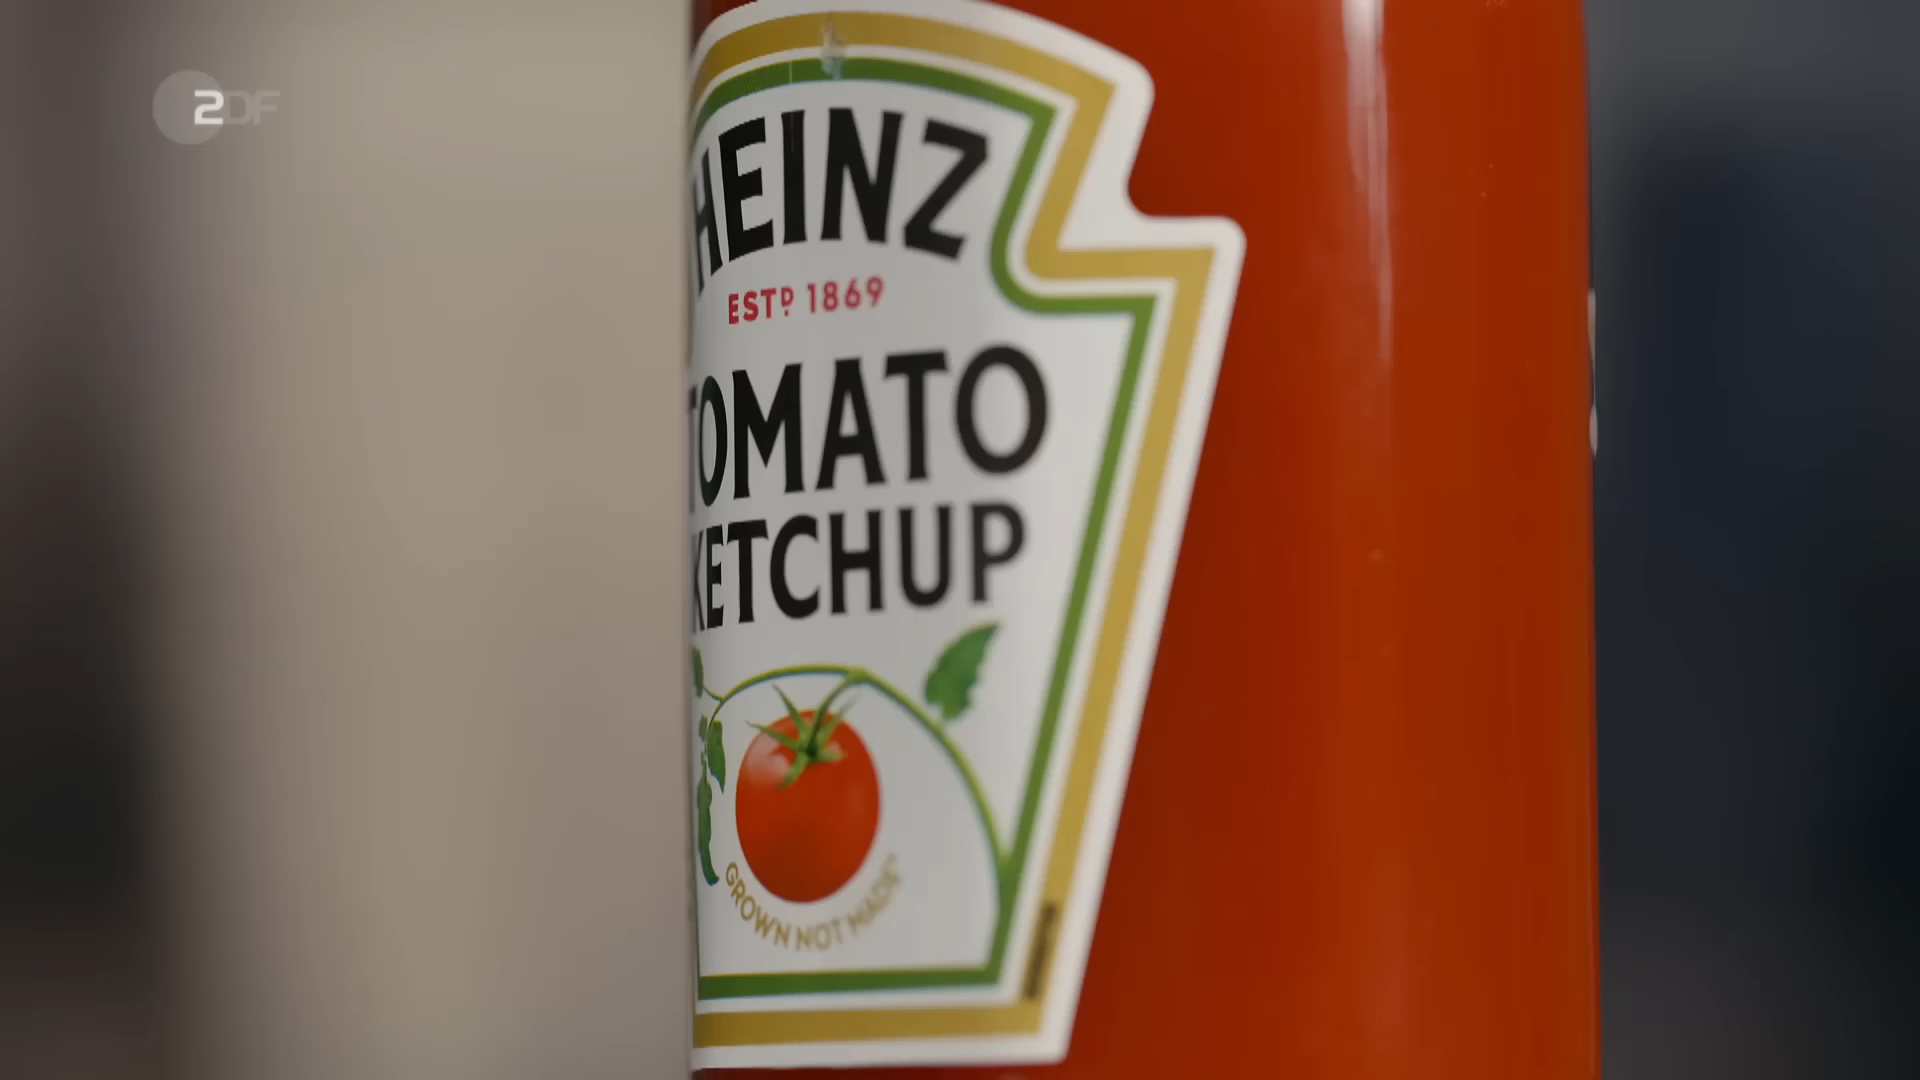 ZDF
HEINZ
ESTD 1869
TOMATO
KETCHUP
GROWN NOT MADE